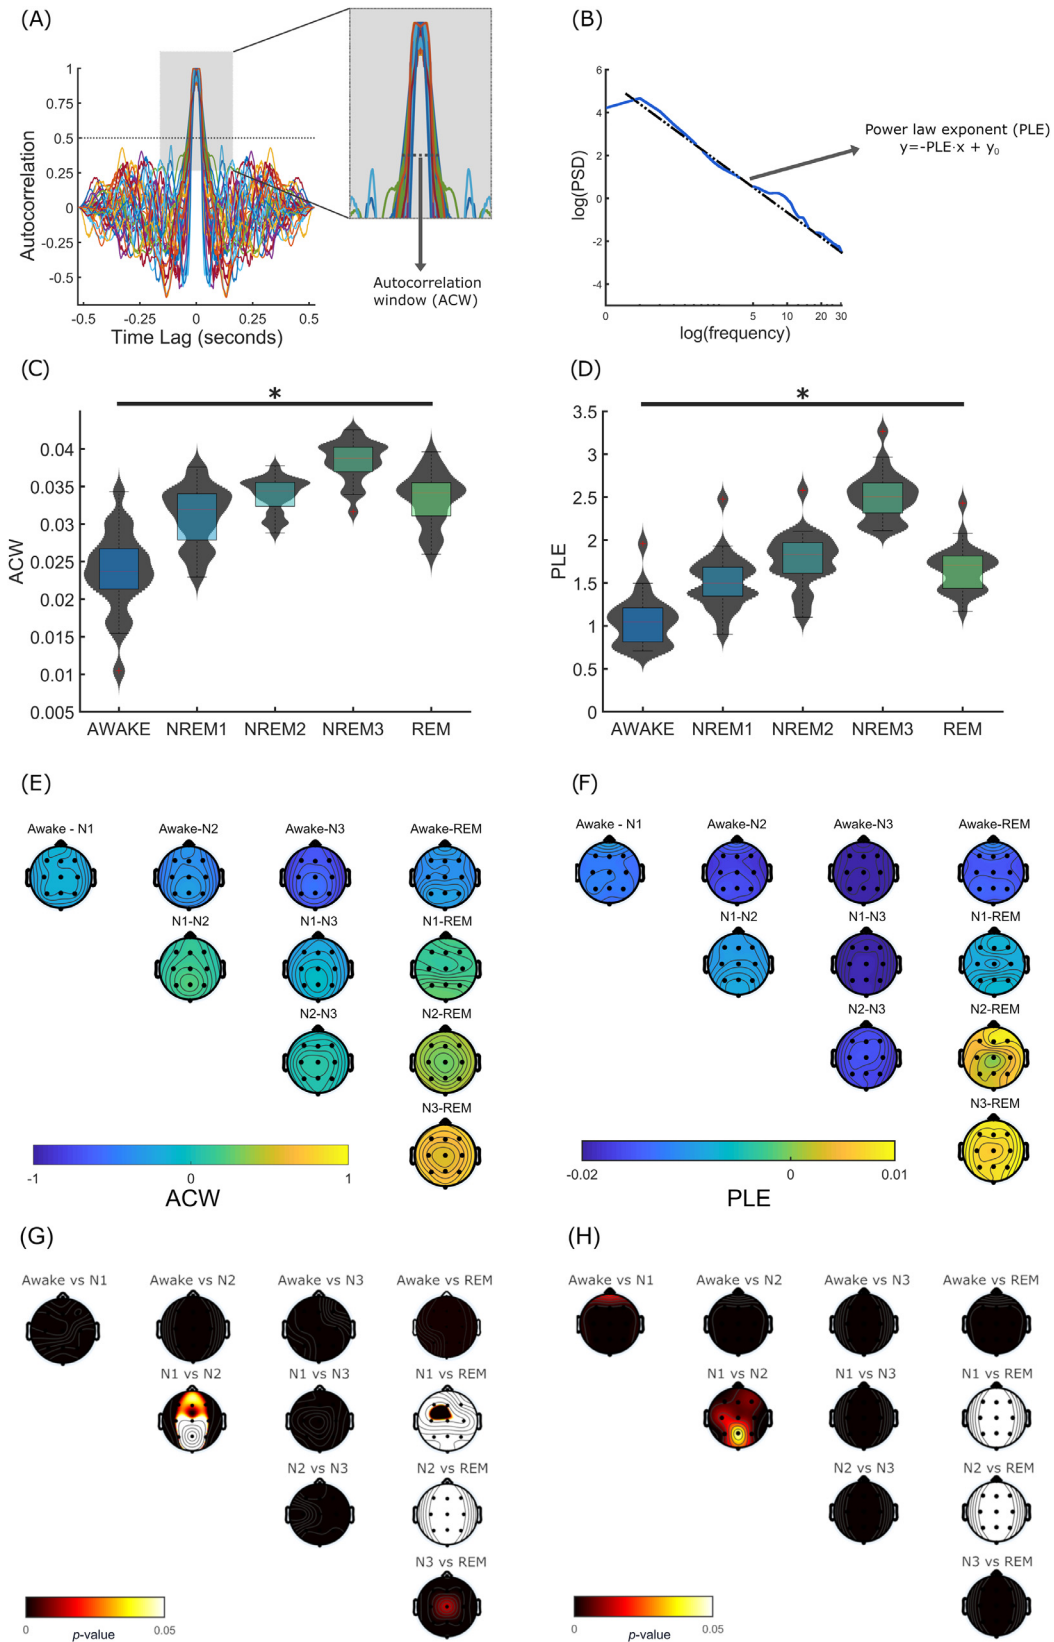 (A)
1
0.75
0.5
0.25
0
-0.25
-0.5
Autocorrelation
-0.5
-0.25
0
0.25
0.5
Time Lag (seconds)
Autocorrelation
window (ACW)
(B)
6
4
2
0
-2
-4
log(PSD)
0
5
10
20
30
log(frequency)
Power law exponent (PLE)
y=-PLE·x + y₀
(C)
*
0.04
0.035
0.03
0.025
0.02
0.015
0.01
0.005
ACW
AWAKE
NREM1
NREM2
NREM3
REM
(D)
*
3.5
3
2.5
2
1.5
1
0.5
0
PLE
AWAKE
NREM1
NREM2
NREM3
REM
(E)
Awake - N1
Awake-N2
Awake-N3
Awake-REM
N1-N2
N1-N3
N1-REM
N2-N3
N2-REM
N3-REM
-1
0
1
ACW
(F)
Awake - N1
Awake-N2
Awake-N3
Awake-REM
N1-N2
N1-N3
N1-REM
N2-N3
N2-REM
N3-REM
-0.02
0
0.01
PLE
(G)
Awake vs N1
Awake vs N2
Awake vs N3
Awake vs REM
N1 vs N2
N1 vs N3
N1 vs REM
N2 vs N3
N2 vs REM
N3 vs REM
0
0.05
p-value
(H)
Awake vs N1
Awake vs N2
Awake vs N3
Awake vs REM
N1 vs N2
N1 vs N3
N1 vs REM
N2 vs N3
N2 vs REM
N3 vs REM
0
0.05
p-value